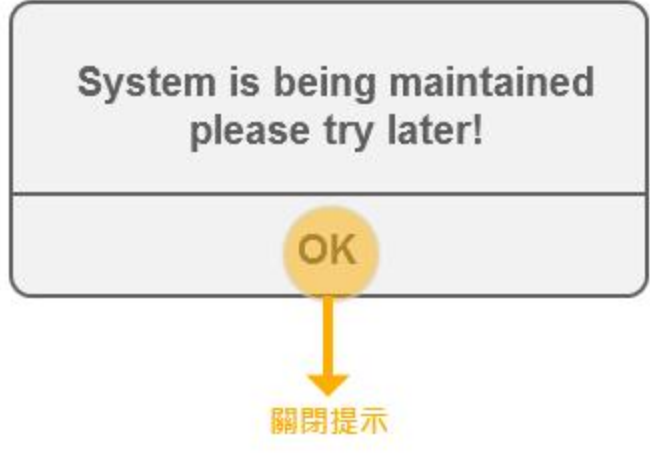 System is being maintained
please try later!
OK
關閉提示